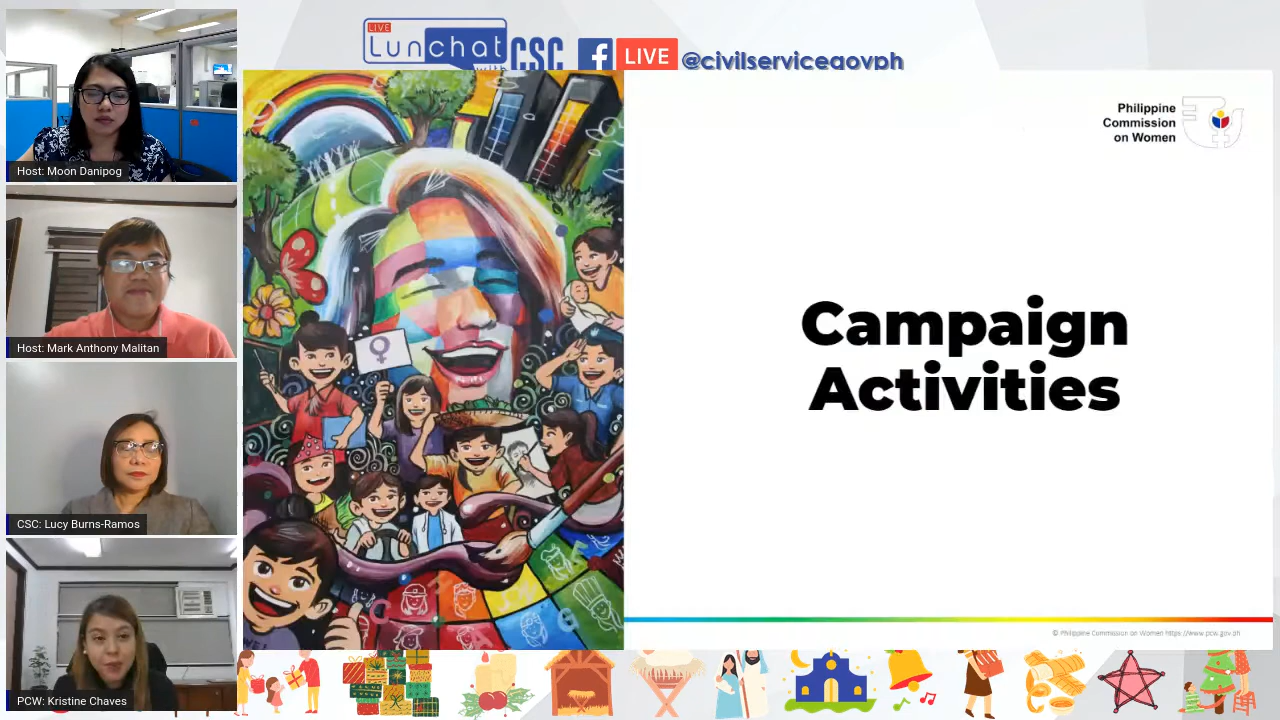 LIVE
Lunchat
with CSC
LIVE
@civilservicegovph
Host: Moon Danipog
Host: Mark Anthony Malitan
CSC: Lucy Burns-Ramos
PCW: Kristine Chaves
Philippine
Commission
on Women
Campaign
Activities
© Philippine Commission on Women https://www.pcw.gov.ph